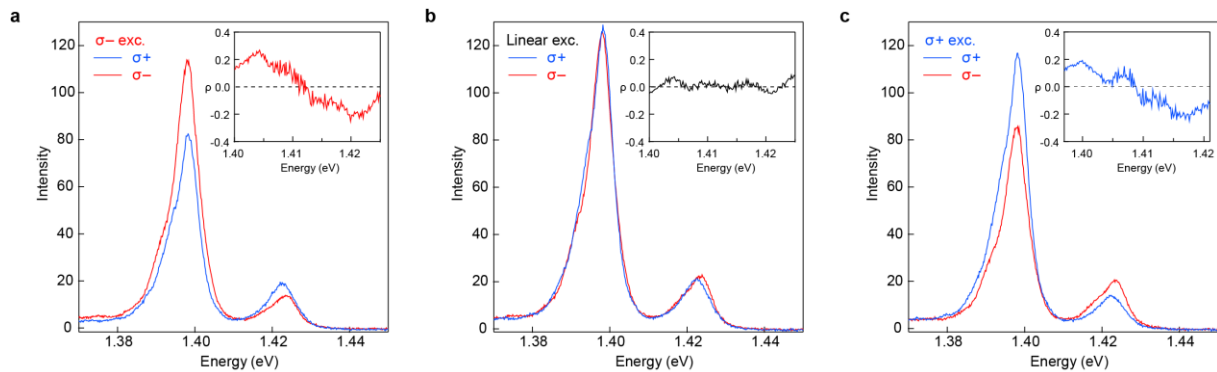 a
σ− exc.
σ+
σ−
Intensity
120
100
80
60
40
20
0
1.38
1.40
1.42
1.44
Energy (eV)
0.4
0.2
ρ 0.0
-0.2
-0.4
1.40
1.41
1.42
Energy (eV)
b
Linear exc.
σ+
σ−
Intensity
120
100
80
60
40
20
0
1.38
1.40
1.42
1.44
Energy (eV)
0.4
0.2
ρ 0.0
-0.2
-0.4
1.40
1.41
1.42
Energy (eV)
c
σ+ exc.
σ+
σ−
Intensity
120
100
80
60
40
20
0
1.38
1.40
1.42
1.44
Energy (eV)
0.4
0.2
ρ 0.0
-0.2
-0.4
1.40
1.41
1.42
Energy (eV)